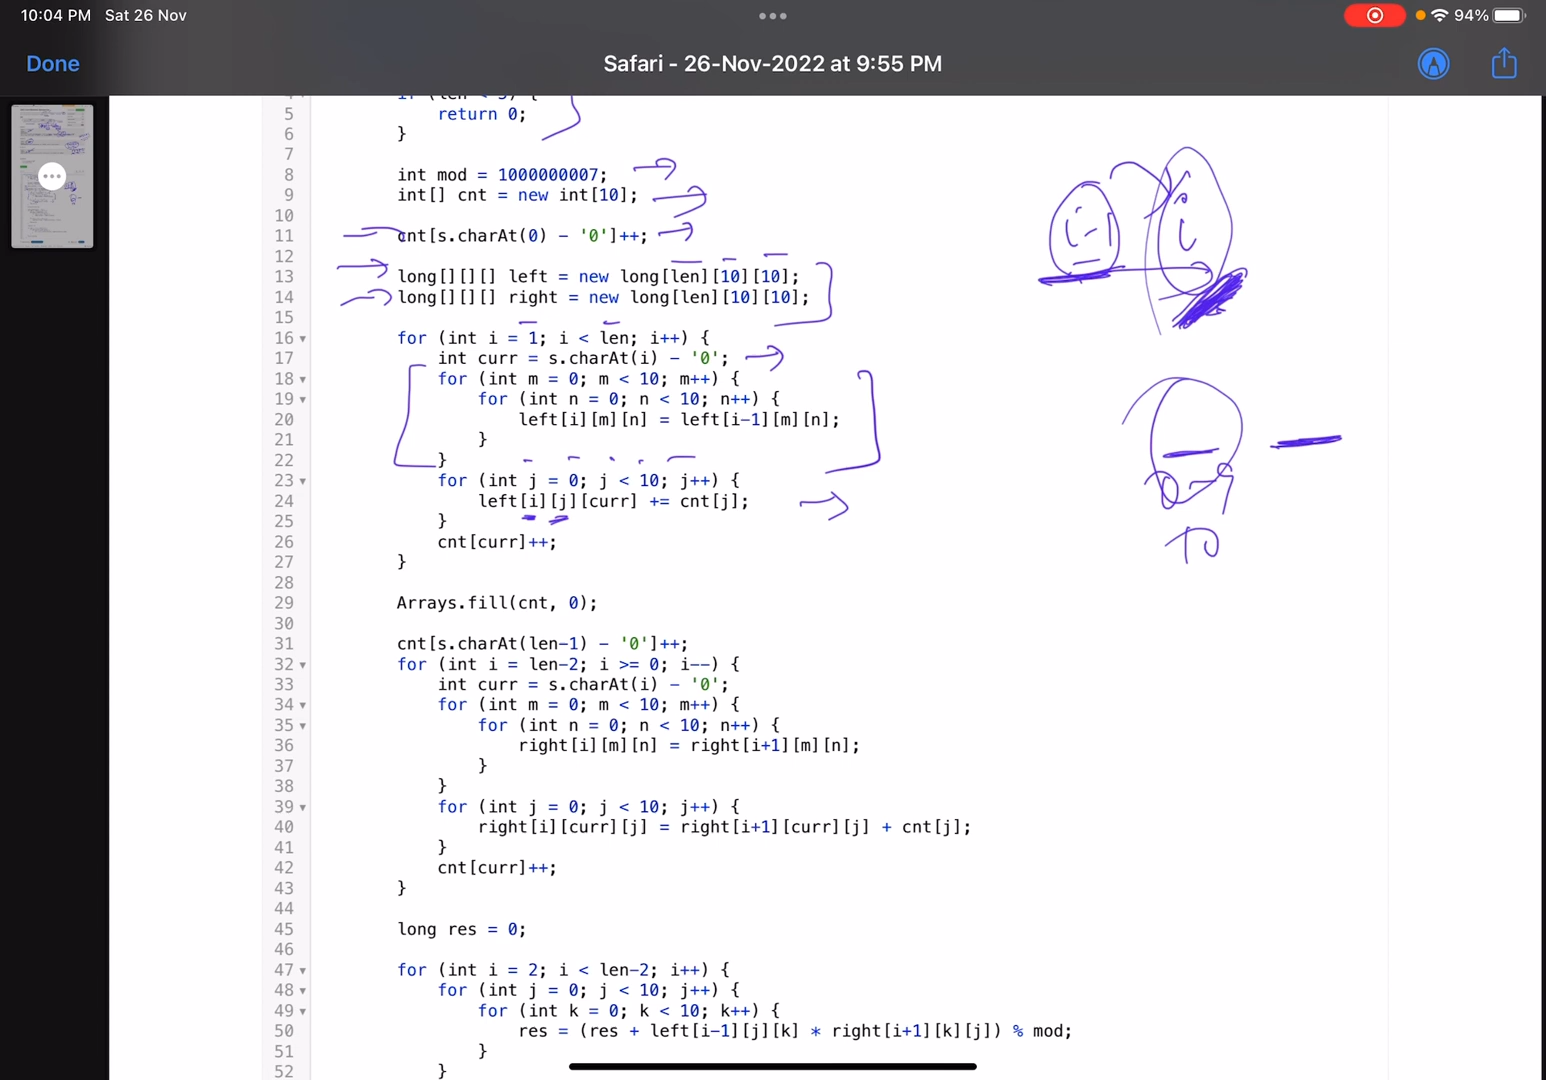 10:04 PM Sat 26 Nov
94%
Done
Safari - 26-Nov-2022 at 9:55 PM
5 return 0;
6 }
7
8 int mod = 1000000007;
9 int[] cnt = new int[10];
10
11 cnt[s.charAt(0) - '0']++;
12
13 long[][][] left = new long[len][10][10];
14 long[][][] right = new long[len][10][10];
15
16 for (int i = 1; i < len; i++) {
17 int curr = s.charAt(i) - '0';
18 for (int m = 0; m < 10; m++) {
19 for (int n = 0; n < 10; n++) {
20 left[i][m][n] = left[i-1][m][n];
21 }
22 }
23 for (int j = 0; j < 10; j++) {
24 left[i][j][curr] += cnt[j];
25 }
26 cnt[curr]++;
27 }
28
29 Arrays.fill(cnt, 0);
30
31 cnt[s.charAt(len-1) - '0']++;
32 for (int i = len-2; i >= 0; i--) {
33 int curr = s.charAt(i) - '0';
34 for (int m = 0; m < 10; m++) {
35 for (int n = 0; n < 10; n++) {
36 right[i][m][n] = right[i+1][m][n];
37 }
38 }
39 for (int j = 0; j < 10; j++) {
40 right[i][curr][j] = right[i+1][curr][j] + cnt[j];
41 }
42 cnt[curr]++;
43 }
44
45 long res = 0;
46
47 for (int i = 2; i < len-2; i++) {
48 for (int j = 0; j < 10; j++) {
49 for (int k = 0; k < 10; k++) {
50 res = (res + left[i-1][j][k] * right[i+1][k][j]) % mod;
51 }
52 }
i-1 i
0-9
10